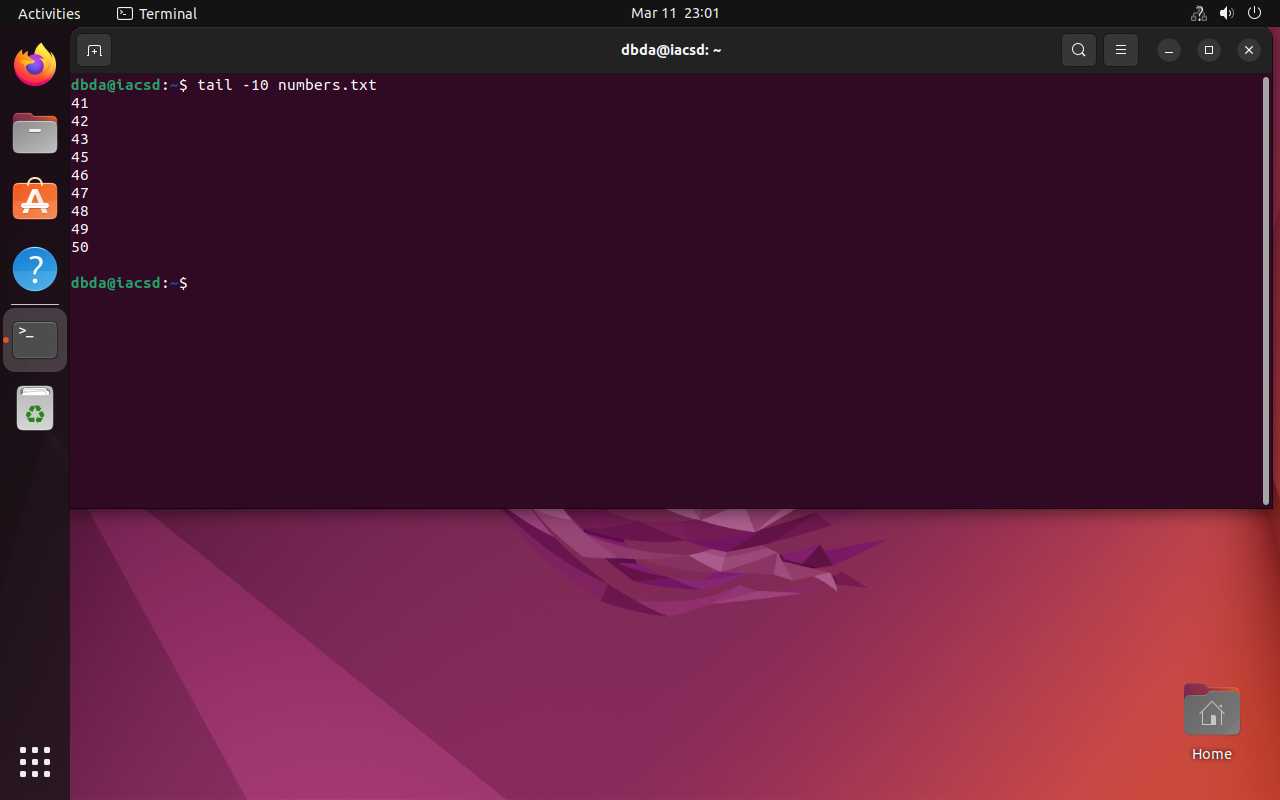 Activities
Terminal
Mar 11 23:01
dbda@iacsd: ~
dbda@iacsd:~$ tail -10 numbers.txt
41
42
43
45
46
47
48
49
50
dbda@iacsd:~$
Home